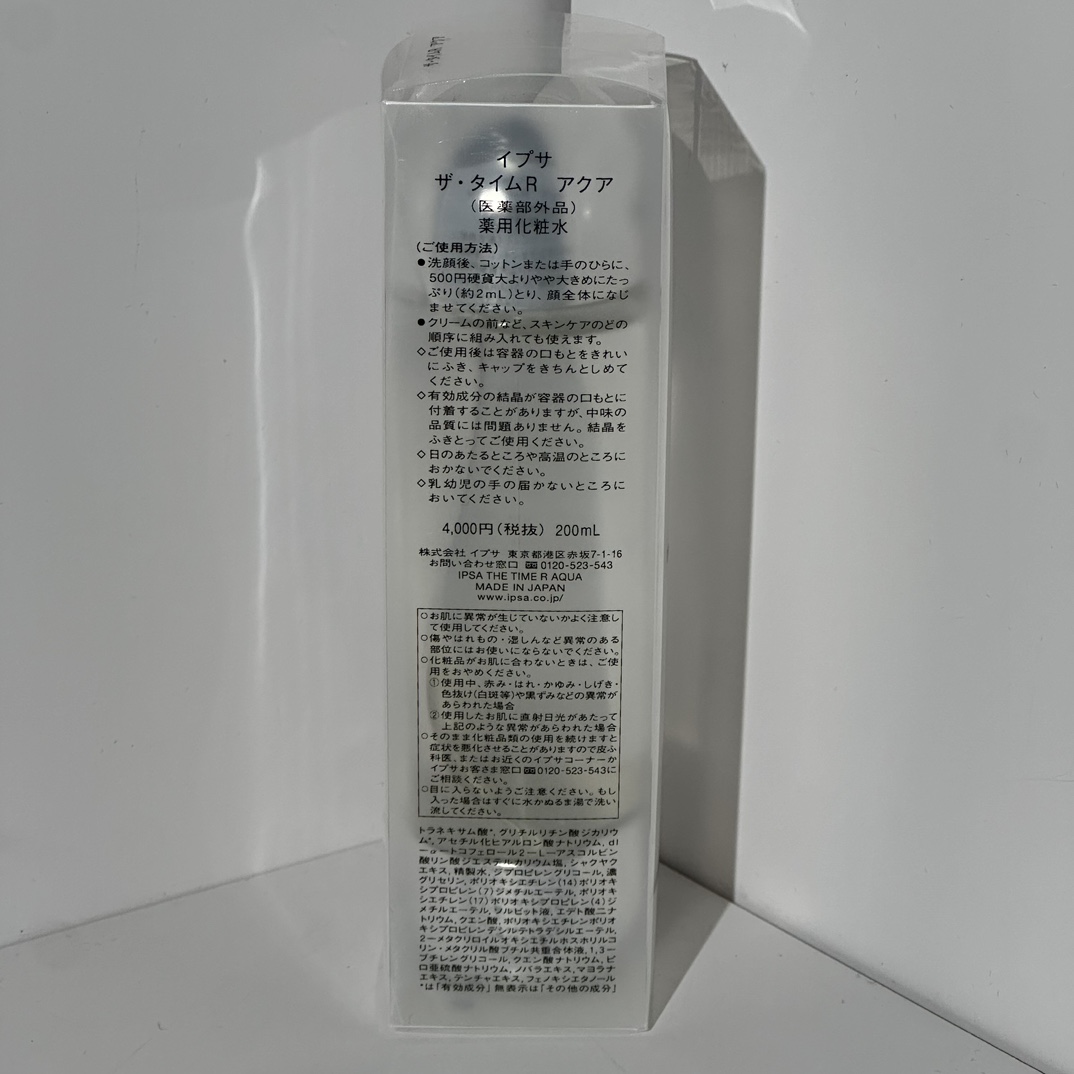 ザ・タイムR アクア
イプサ
ザ・タイムR アクア
(医薬部外品)
薬用化粧水
(ご使用方法)
●洗顔後、コットンまたは手のひらに、
500円硬貨大よりやや大きめにたっ
ぷり(約2mL)とり、顔全体になじ
ませてください。
●クリームの前など、スキンケアのどの
順序に組み入れても使えます。
◇ご使用後は容器の口もとをきれい
にふき、キャップをきちんとしめて
ください。
◇有効成分の結晶が容器の口もとに
付着することがありますが、中味の
品質には問題ありません。結晶を
ふきとってご使用ください。
◇日のあたるところや高温のところに
おかないでください。
◇乳幼児の手の届かないところに
おいてください。
4,000円(税抜) 200mL
株式会社 イプサ 東京都港区赤坂7-1-16
お問い合わせ窓口 0120-523-543
IPSA THE TIME R AQUA
MADE IN JAPAN
www.ipsa.co.jp/
○お肌に異常が生じていないかよく注意し
て使用してください。
○傷やはれもの・湿しんなど異常のある
部位にはお使いにならないでください。
○化粧品がお肌に合わないときは、ご使
用をおやめください。
①使用中、赤み・はれ・かゆみ・しげき・
色抜け(白斑等)や黒ずみなどの異常が
あらわれた場合
②使用したお肌に直射日光があたって
上記のような異常があらわれた場合
○そのまま化粧品類の使用を続けますと
症状を悪化させることがありますので皮ふ
科医、またはお近くのイプサコーナーか
イプサお客さま窓口 0120-523-543に
ご相談ください。
○目に入らないようご注意ください。もし
入った場合はすぐに水かぬるま湯で洗い
流してください。
トラネキサム酸*, グリチルリチン酸ジカリウ
ム*, アセチル化ヒアルロン酸ナトリウム, dl
ーαートコフェロール2ーLーアスコルビン
酸リン酸ジエステルカリウム塩, シャクヤク
エキス, 精製水, ジプロピレングリコール, 濃
グリセリン, ポリオキシエチレン(14)ポリオキ
シプロピレン(7)ジメチルエーテル, ポリオキ
シエチレン(17)ポリオキシプロピレン(4)ジ
メチルエーテル, ソルビット液, エデト酸二ナ
トリウム, クエン酸, ポリオキシエチレンポリオ
キシプロピレンデシルテトラデシルエーテル,
2ーメタクリロイルオキシエチルホスホリルコ
リン・メタクリル酸ブチル共重合体液, 1,3ー
ブチレングリコール, クエン酸ナトリウム, ピ
ロ亜硫酸ナトリウム, ノバラエキス, マヨラナ
エキス, テンチャエキス, フェノキシエタノール
*は「有効成分」無表示は「その他の成分」